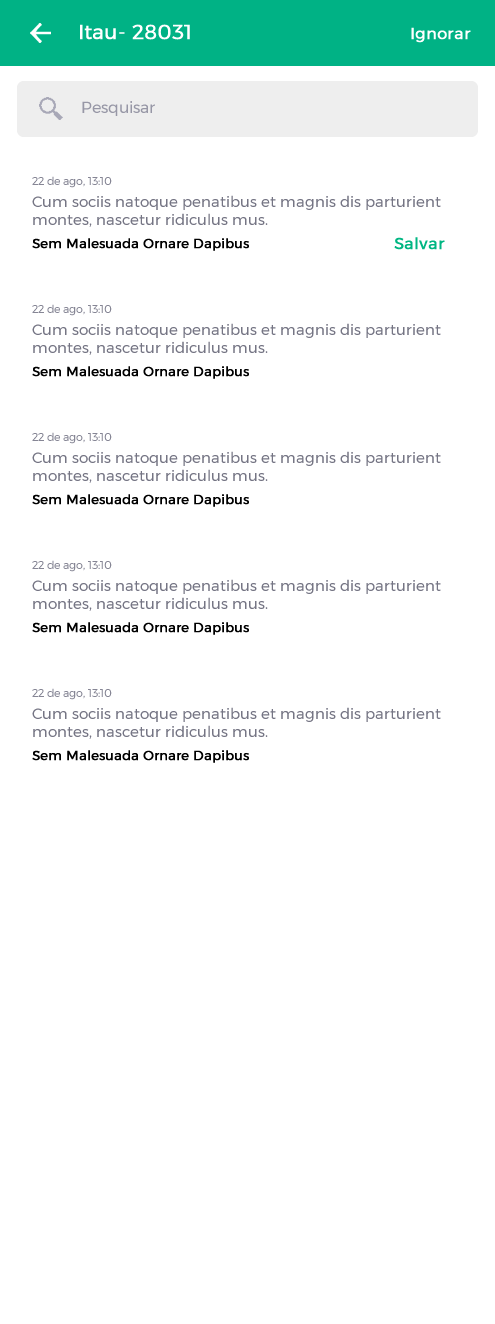 Itau- 28031
Ignorar
Pesquisar
22 de ago, 13:10
Cum sociis natoque penatibus et magnis dis parturient
montes, nascetur ridiculus mus.
Sem Malesuada Ornare Dapibus
Salvar
22 de ago, 13:10
Cum sociis natoque penatibus et magnis dis parturient
montes, nascetur ridiculus mus.
Sem Malesuada Ornare Dapibus
22 de ago, 13:10
Cum sociis natoque penatibus et magnis dis parturient
montes, nascetur ridiculus mus.
Sem Malesuada Ornare Dapibus
22 de ago, 13:10
Cum sociis natoque penatibus et magnis dis parturient
montes, nascetur ridiculus mus.
Sem Malesuada Ornare Dapibus
22 de ago, 13:10
Cum sociis natoque penatibus et magnis dis parturient
montes, nascetur ridiculus mus.
Sem Malesuada Ornare Dapibus